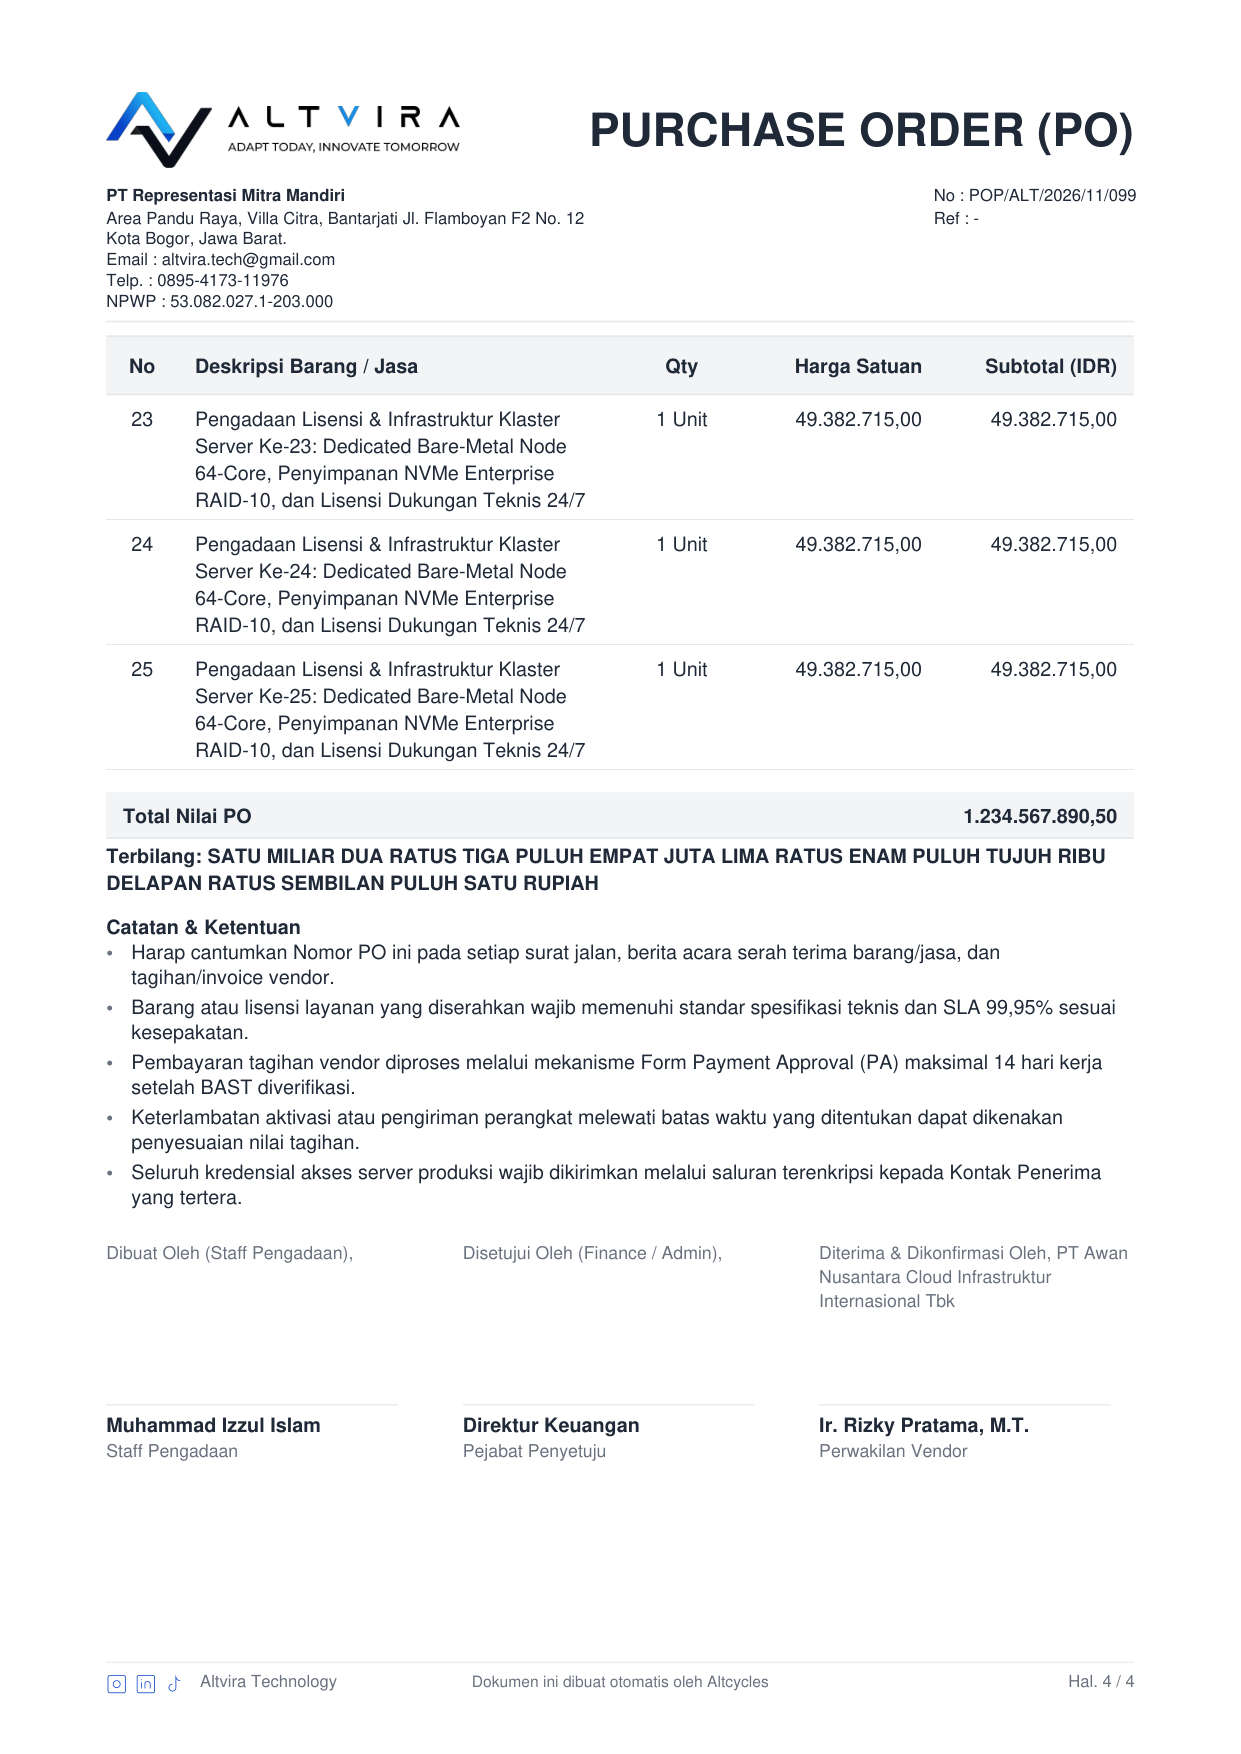 ALTVIRA
ADAPT TODAY, INNOVATE TOMORROW
PURCHASE ORDER (PO)
PT Representasi Mitra Mandiri
Area Pandu Raya, Villa Citra, Bantarjati Jl. Flamboyan F2 No. 12
Kota Bogor, Jawa Barat.
Email : altvira.tech@gmail.com
Telp. : 0895-4173-11976
NPWP : 53.082.027.1-203.000
No : POP/ALT/2026/11/099
Ref : -
No Deskripsi Barang / Jasa Qty Harga Satuan Subtotal (IDR)
23 Pengadaan Lisensi & Infrastruktur Klaster 1 Unit 49.382.715,00 49.382.715,00
Server Ke-23: Dedicated Bare-Metal Node
64-Core, Penyimpanan NVMe Enterprise
RAID-10, dan Lisensi Dukungan Teknis 24/7
24 Pengadaan Lisensi & Infrastruktur Klaster 1 Unit 49.382.715,00 49.382.715,00
Server Ke-24: Dedicated Bare-Metal Node
64-Core, Penyimpanan NVMe Enterprise
RAID-10, dan Lisensi Dukungan Teknis 24/7
25 Pengadaan Lisensi & Infrastruktur Klaster 1 Unit 49.382.715,00 49.382.715,00
Server Ke-25: Dedicated Bare-Metal Node
64-Core, Penyimpanan NVMe Enterprise
RAID-10, dan Lisensi Dukungan Teknis 24/7
Total Nilai PO 1.234.567.890,50
Terbilang: SATU MILIAR DUA RATUS TIGA PULUH EMPAT JUTA LIMA RATUS ENAM PULUH TUJUH RIBU
DELAPAN RATUS SEMBILAN PULUH SATU RUPIAH
Catatan & Ketentuan
• Harap cantumkan Nomor PO ini pada setiap surat jalan, berita acara serah terima barang/jasa, dan
tagihan/invoice vendor.
• Barang atau lisensi layanan yang diserahkan wajib memenuhi standar spesifikasi teknis dan SLA 99,95% sesuai
kesepakatan.
• Pembayaran tagihan vendor diproses melalui mekanisme Form Payment Approval (PA) maksimal 14 hari kerja
setelah BAST diverifikasi.
• Keterlambatan aktivasi atau pengiriman perangkat melewati batas waktu yang ditentukan dapat dikenakan
penyesuaian nilai tagihan.
• Seluruh kredensial akses server produksi wajib dikirimkan melalui saluran terenkripsi kepada Kontak Penerima
yang tertera.
Dibuat Oleh (Staff Pengadaan),
Muhammad Izzul Islam
Staff Pengadaan
Disetujui Oleh (Finance / Admin),
Direktur Keuangan
Pejabat Penyetuju
Diterima & Dikonfirmasi Oleh, PT Awan
Nusantara Cloud Infrastruktur
Internasional Tbk
Ir. Rizky Pratama, M.T.
Perwakilan Vendor
Altvira Technology Dokumen ini dibuat otomatis oleh Altcycles Hal. 4 / 4